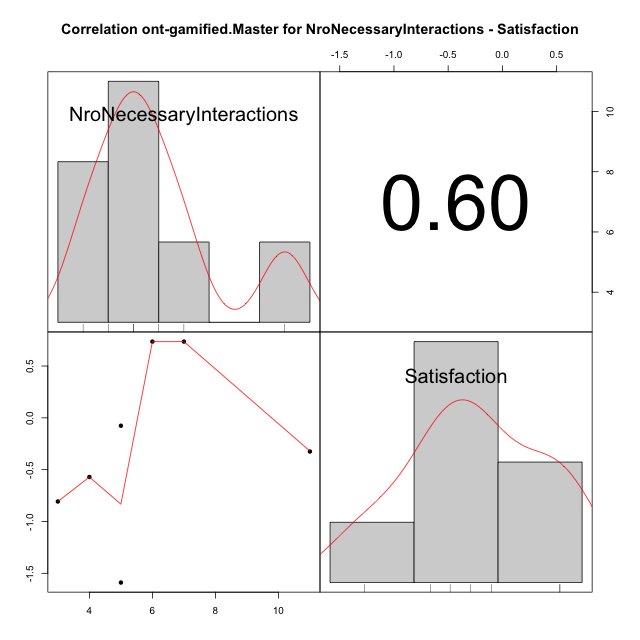 Correlation ont-gamified.Master for NroNecessaryInteractions - Satisfaction
-1.5 -1.0 -0.5 0.0 0.5
NroNecessaryInteractions
0.60
10
8
6
4
Satisfaction
0.5
0.0
-0.5
-1.0
-1.5
4 6 8 10